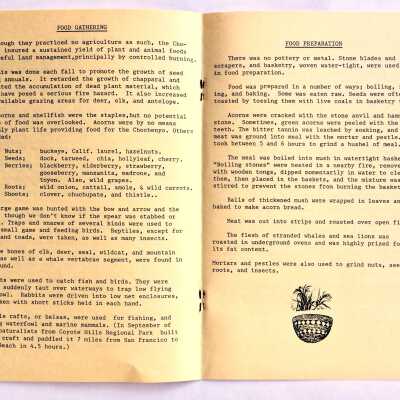 FOOD GATHERING
ough they practiced no agriculture as such, the Cho-
insured a sustained yield of plant and animal foods
eful land management,principally by controlled burning.
is was done each fall to promote the growth of seed
g annuals. It retarded the growth of chapparal and
ted the accumulation of dead plant material, which
have posed a serious fire hazard. It also increased
ailable grazing areas for deer, elk, and antelope.
corns and shellfish were the staples,but no potential
of food was overlooked. Acorns were by no means
ly plant life providing food for the Chochenyo. Others
ed:
Nuts; buckeye, Calif. laurel, hazelnuts.
Seeds; dock, tarweed, chia, hollyleaf, cherry.
Berries; blackberry, elderberry, strawberry,
gooseberry, manzanita, madrone, and
toyon. Also, wild grapes.
Roots; wild onion, cattail, amole, & wild carrots.
Shoots; clover, thistle..
arge game was hunted with the bow and arrow and the
though we don't know if the spear was stabbed or
Traps and snares of several kinds were used to
small game and feeding birds. Reptiles, except for
and toads, were taken, as well as many insects.
e bones of elk, deer, seal, wildcat, and mountain
as well as a whale vertabrae segment, were found in
ound.
ts were used to catch fish and birds. They were
suddenly taut over waterways to trap low flying
owl. Rabbits were driven into low net enclosures,
aken with short sticks held in each hand.
le crafts, or balsas, were used for fishing, and
g waterfowl and marine mammals. (In September of
naturalists from Coyote Hills Regional Park built
craft and paddled it 7 miles from San Francisco to
Beach in 4.5 hours.)
FOOD PREPARATION
There was no pottery or metal. Stone blades and
scrapers, and basketry, woven water-tight, were used
in food preparation.
Food was prepared in a number of ways; boiling,
ing, and baking. Some was eaten raw. Seeds were often
toasted by tossing them with live coals in basketry
Acorns were cracked with the stone anvil and ham
stone. Sometimes, green acorns were peeled with the
teeth. The bitter tannin was leached by soaking, and
meat was ground into meal with the mortar and pestle.
took between 5 and 6 hours to grind a bushel of meal.
The meal was boiled into mush in watertight baske
"Boiling stones" were heated in a nearby fire, remove
with wooden tongs, dipped momentarily in water to cle
them, then placed in the baskets, and the mixture was
stirred to prevent the stones from burning the basket
Balls of thickened mush were wrapped in leaves an
baked to make acorn bread.
Meat was cut into strips and roasted over open fi
The flesh of stranded whales and sea lions was
roasted in underground ovens and was highly prized fo
its fat content.
Mortars and pestles were also used to grind nuts, see
roots, and insects.